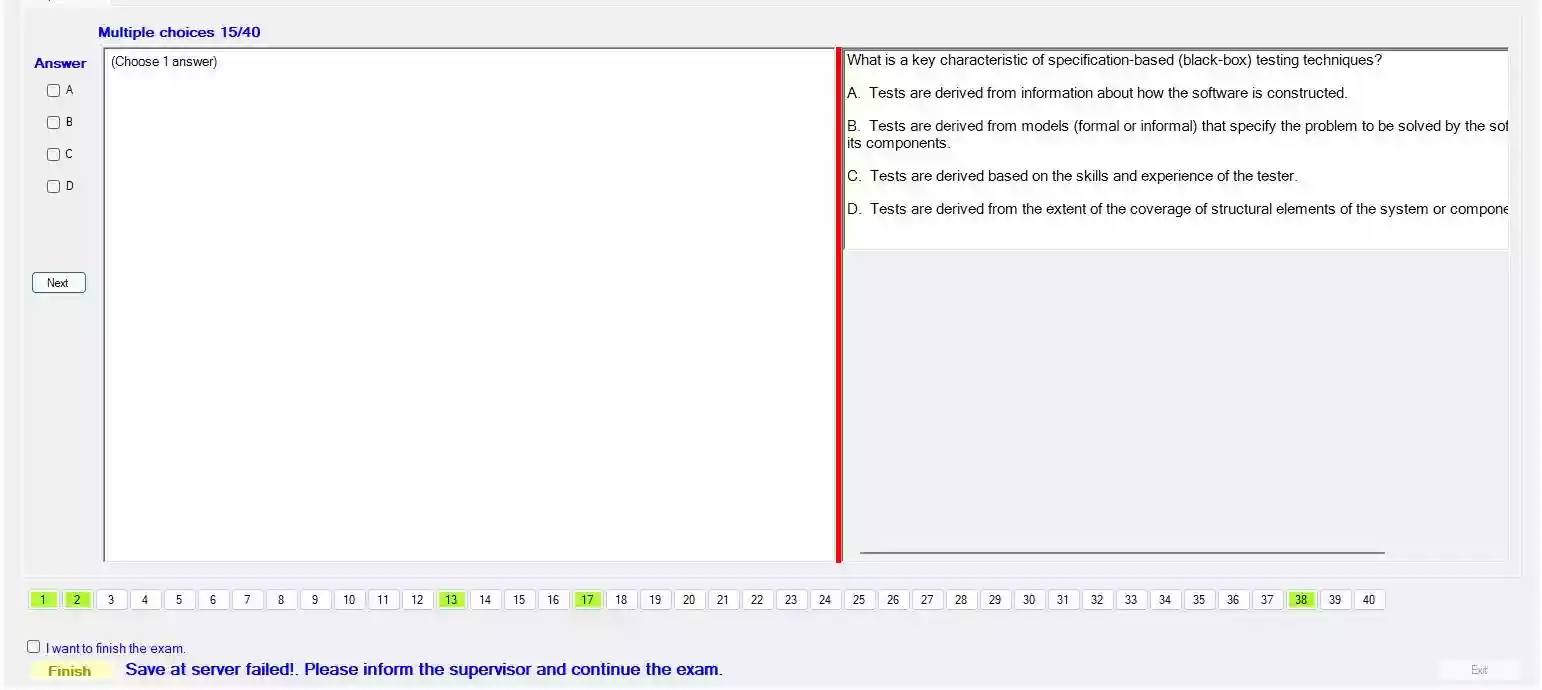 Multiple choices 15/40
Answer
(Choose 1 answer)
A
B
C
D
Next
What is a key characteristic of specification-based (black-box) testing techniques?
A. Tests are derived from information about how the software is constructed.
B. Tests are derived from models (formal or informal) that specify the problem to be solved by the
its components.
C. Tests are derived based on the skills and experience of the tester.
D. Tests are derived from the extent of the coverage of structural elements of the system or
1 2 3 4 5 6 7 8 9 10 11 12 13 14 15 16 17 18 19 20 21 22 23 24 25 26 27 28 29 30 31 32 33 34 35 36 37 38 39 40
I want to finish the exam.
Finish Save at server failed!. Please inform the supervisor and continue the exam.
Exit